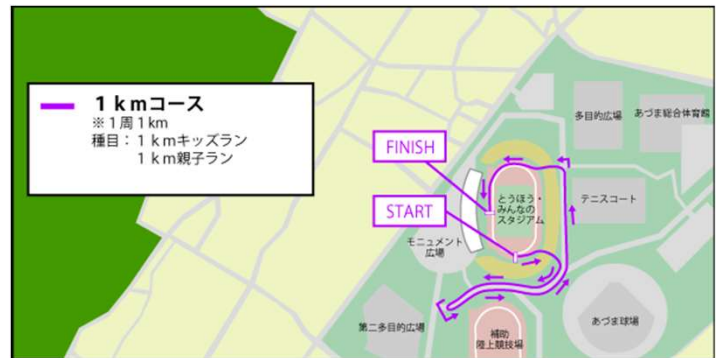 1kmコース
※1周1km
種目：1kmキッズラン
1km親子ラン
FINISH
START
多目的広場
あづま総合体育館
とうほう・
みんなの
スタジアム
テニスコート
モニュメント
広場
第二多目的広場
補助
陸上競技場
あづま球場